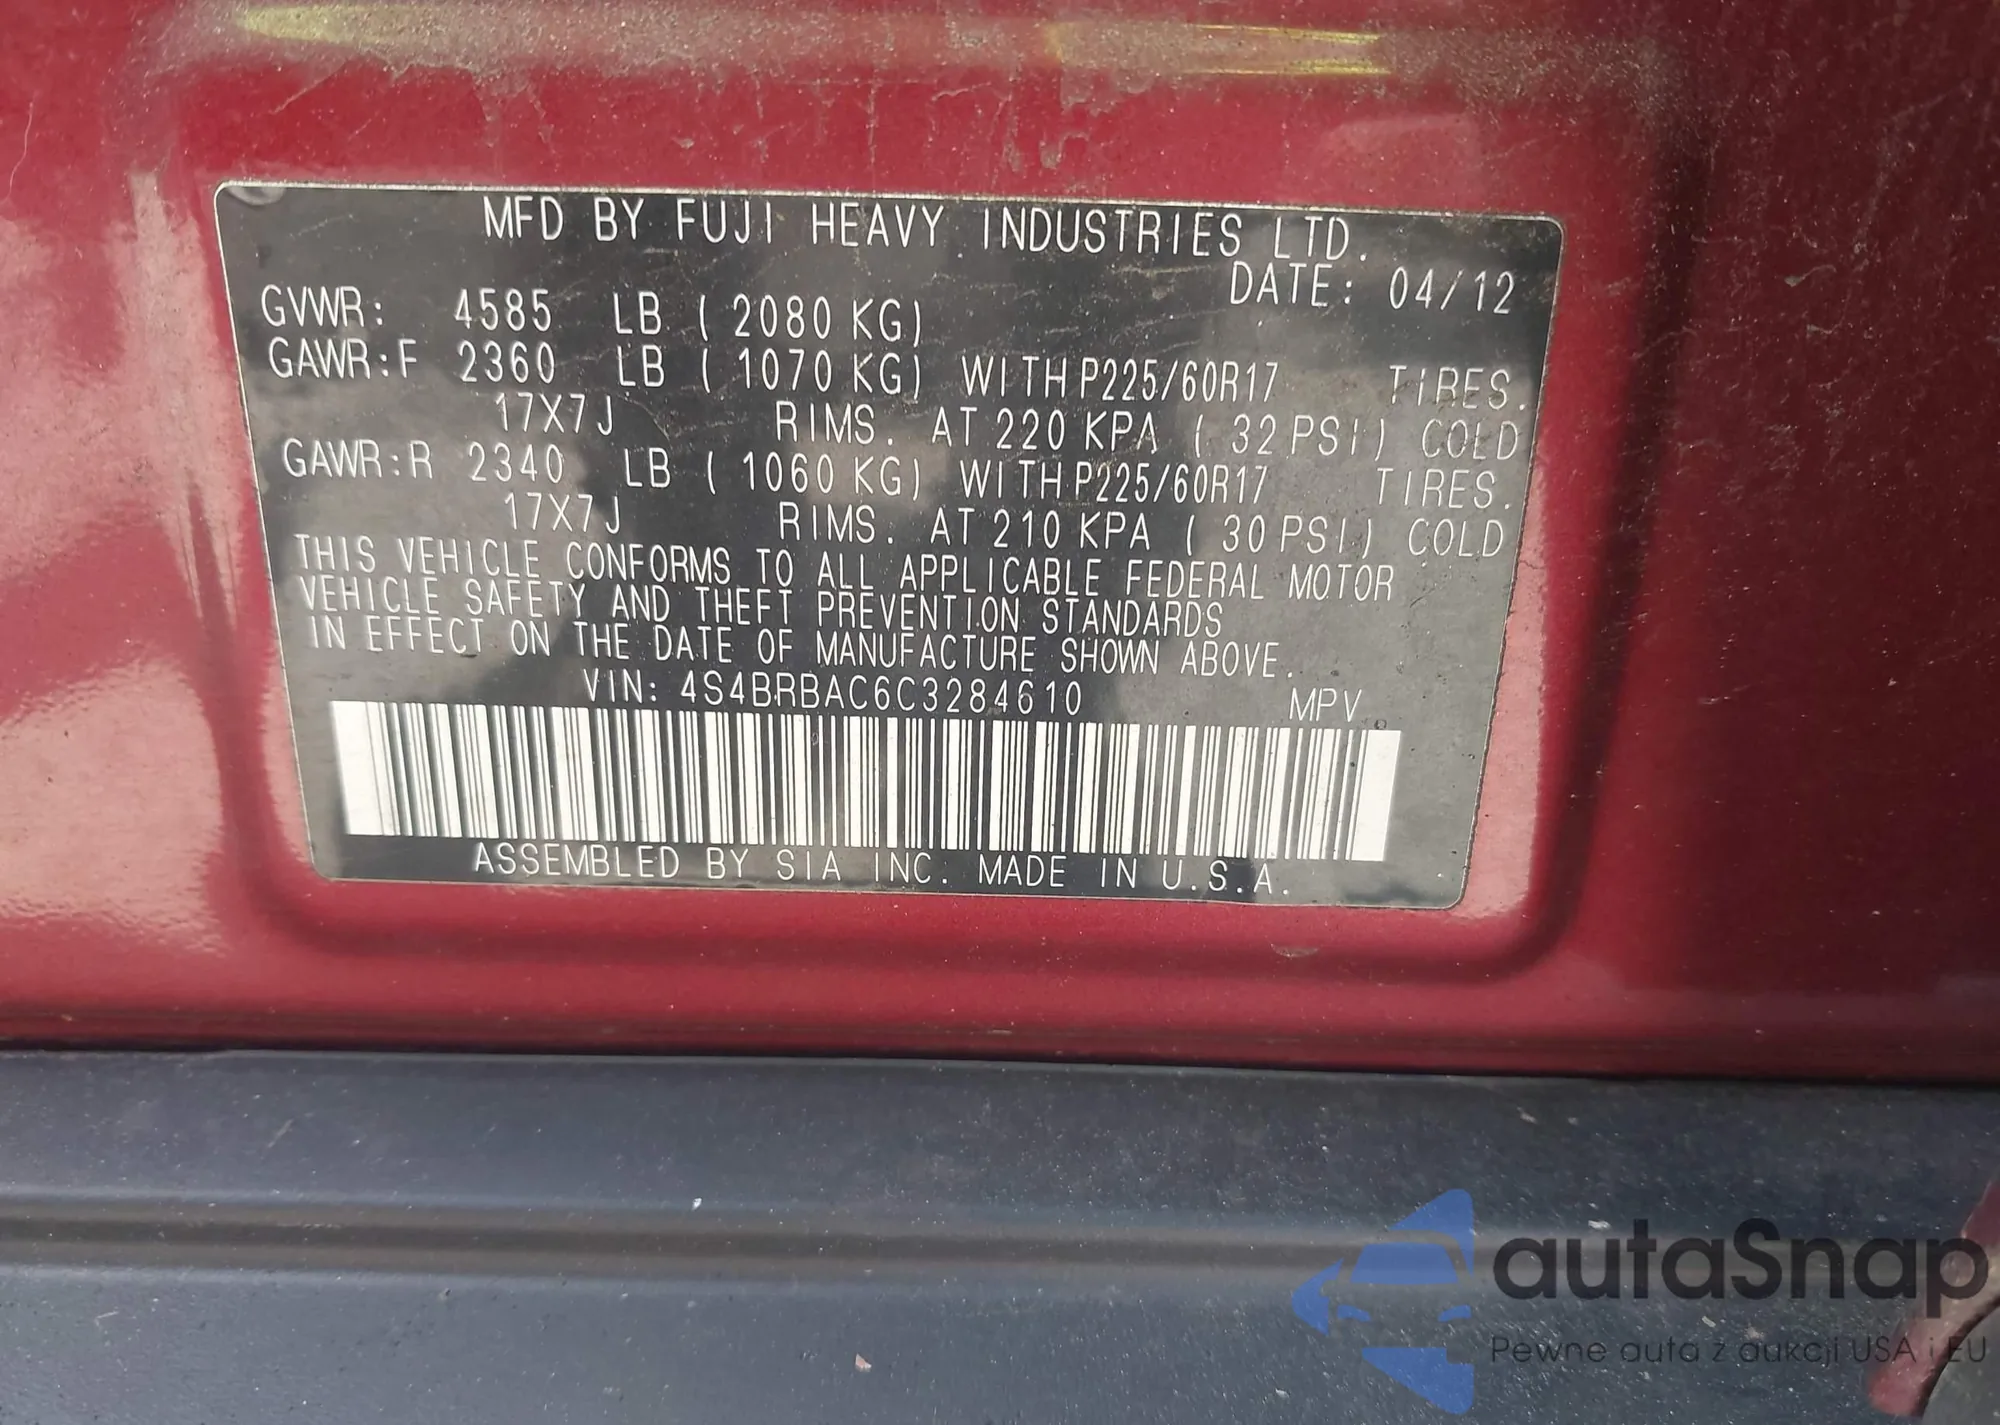 MFD BY FUJI HEAVY INDUSTRIES LTD.
DATE: 04/12
GVWR: 4585 LB ( 2080 KG)
GAWR:F 2360 LB ( 1070 KG) WITH P225/60R17 TIRES.
17X7J RIMS. AT 220 KPA ( 32 PSI) COLD
GAWR:R 2340 LB ( 1060 KG) WITH P225/60R17 TIRES.
17X7J RIMS. AT 210 KPA ( 30 PSI) COLD
THIS VEHICLE CONFORMS TO ALL APPLICABLE FEDERAL MOTOR
VEHICLE SAFETY AND THEFT PREVENTION STANDARDS
IN EFFECT ON THE DATE OF MANUFACTURE SHOWN ABOVE.
VIN: 4S4BRBAC6C3284610 MPV
ASSEMBLED BY SIA INC. MADE IN U.S.A.
autaSnap
Pewne auta z aukcji USA i EU